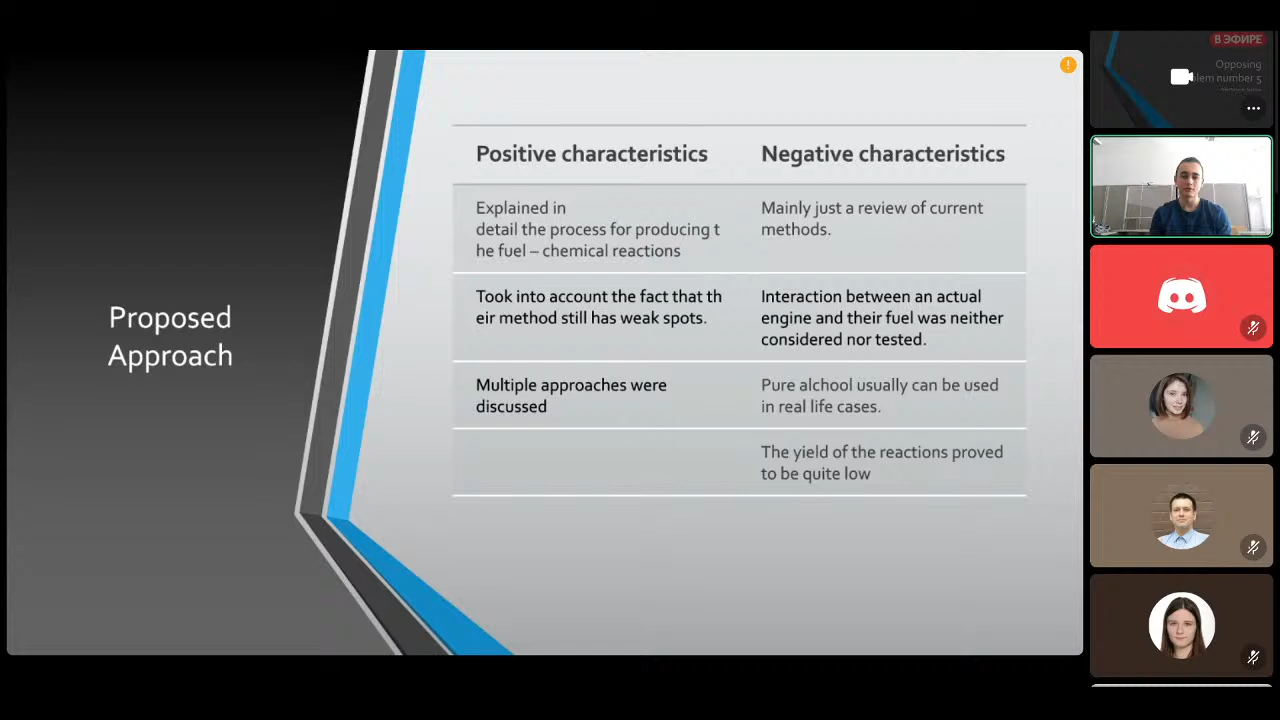 Proposed
Approach
Positive characteristics
Negative characteristics
Explained in
detail the process for producing t
he fuel – chemical reactions
Mainly just a review of current
methods.
Took into account the fact that th
eir method still has weak spots.
Interaction between an actual
engine and their fuel was neither
considered nor tested.
Multiple approaches were
discussed
Pure alchool usually can be used
in real life cases.
The yield of the reactions proved
to be quite low
В ЭФИРЕ
Opposing
number 5